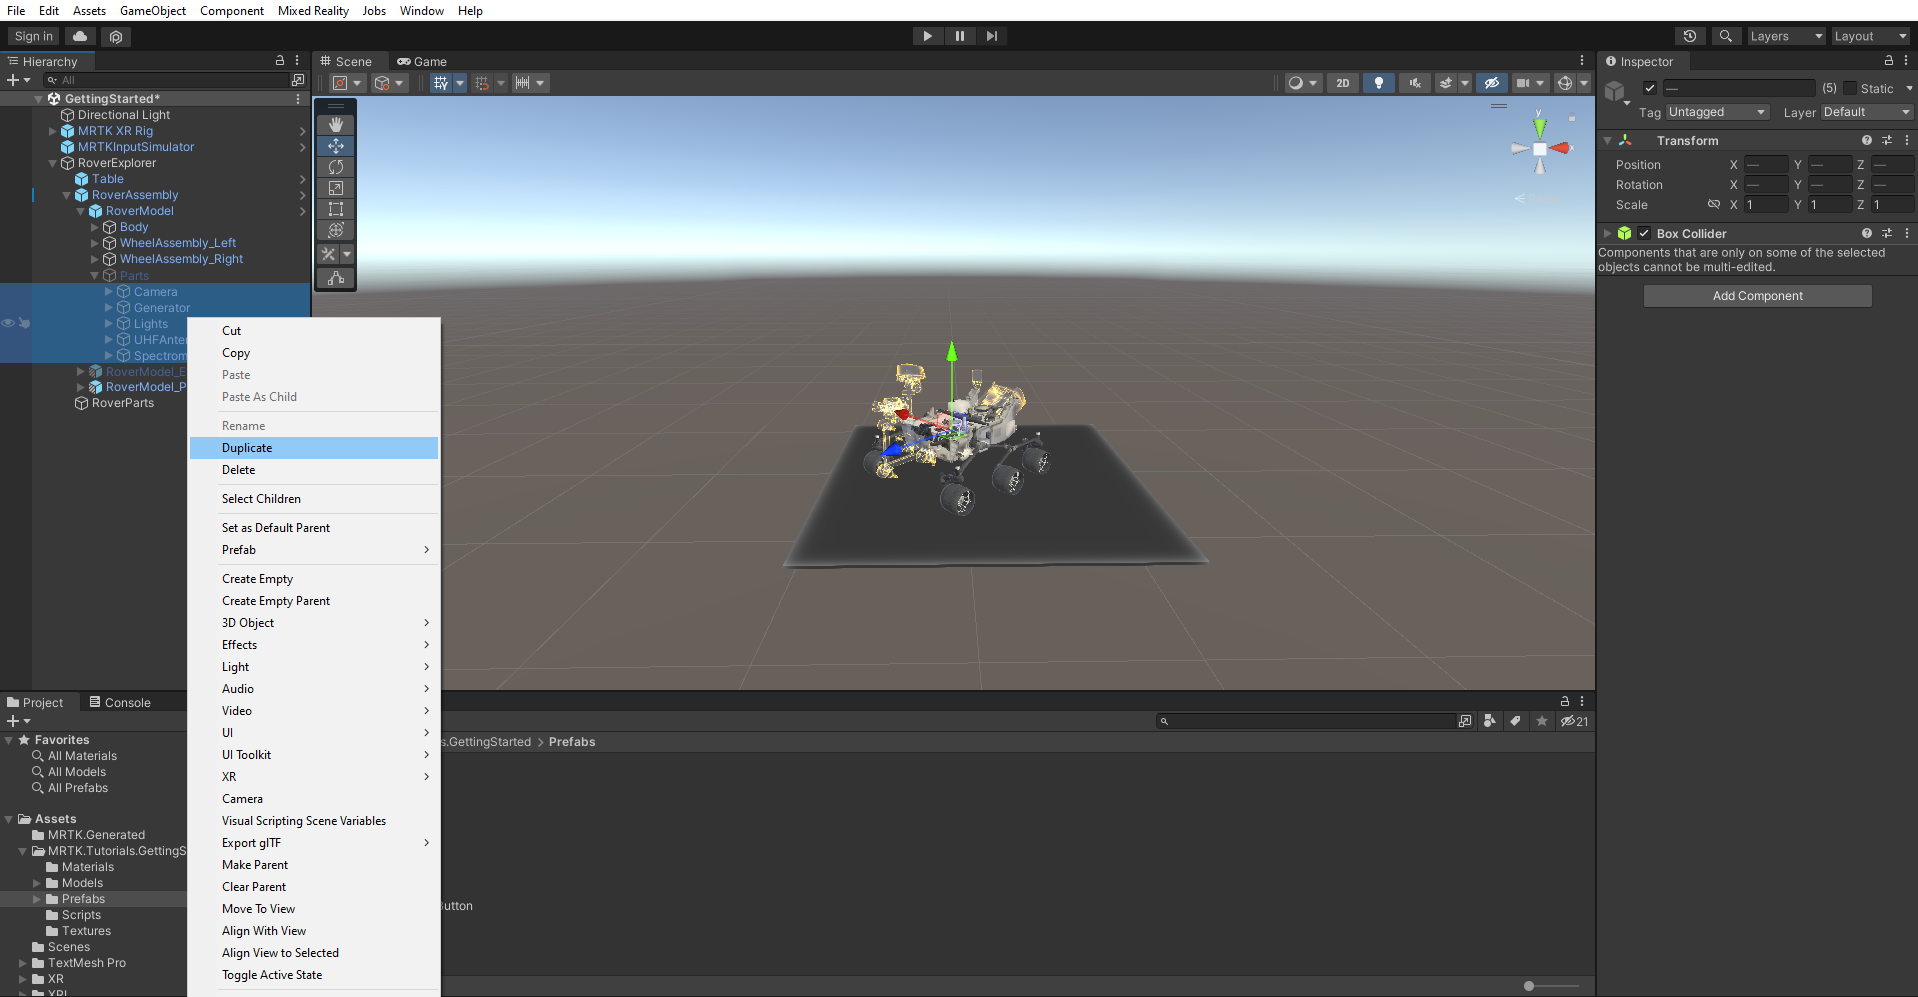 File Edit Assets GameObject Component Mixed Reality Jobs Window Help
Sign in
Layers Layout
Hierarchy
All
GettingStarted*
Directional Light
MRTK XR Rig
MRTKInputSimulator
RoverExplorer
Table
RoverAssembly
RoverModel
Body
WheelAssembly_Left
WheelAssembly_Right
Parts
Camera
Generator
Lights
UHFAnte
Spectrom
RoverModel_E
RoverModel_P
RoverParts
Cut
Copy
Paste
Paste As Child
Rename
Duplicate
Delete
Select Children
Set as Default Parent
Prefab
Create Empty
Create Empty Parent
3D Object
Effects
Light
Audio
Video
UI
UI Toolkit
XR
Camera
Visual Scripting Scene Variables
Export glTF
Make Parent
Clear Parent
Move To View
Align With View
Align View to Selected
Toggle Active State
Scene Game
2D
y
x
Inspector
— (5) Static
Tag Untagged Layer Default
Transform
Position X — Y — Z —
Rotation X — Y — Z —
Scale X 1 Y 1 Z 1
Box Collider
Components that are only on some of the selected
objects cannot be multi-edited.
Add Component
Project Console
21
Favorites
All Materials
All Models
All Prefabs
Assets
MRTK.Generated
MRTK.Tutorials.GettingS
Materials
Models
Prefabs
Scripts
Textures
Scenes
TextMesh Pro
XR
XRI
s.GettingStarted > Prefabs
Button